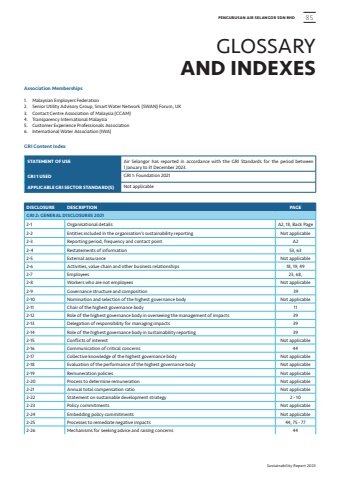 PENGURUSAN AIR SELANGOR SDN BHD 85
GLOSSARY
AND INDEXES
Association Memberships
1. Malaysian Employers Federation
2. Senior Utility Advisory Group, Smart Water Network (SWAN) Forum, UK
3. Contact Centre Association of Malaysia (CCAM)
4. Transparency International Malaysia
5. Customer Experience Professionals Association
6. International Water Association (IWA)
GRI Content Index
STATEMENT OF USE Air Selangor has reported in accordance with the GRI Standards for the period between
1 January to 31 December 2023.
GRI 1 USED GRI 1: Foundation 2021
APPLICABLE GRI SECTOR STANDARD(S) Not applicable
DISCLOSURE DESCRIPTION PAGE
GRI 2: GENERAL DISCLOSURES 2021
2-1 Organisational details A2, 18, Back Page
2-2 Entities included in the organisation's sustainability reporting Not applicable
2-3 Reporting period, frequency and contact point A2
2-4 Restatements of information 53, 63
2-5 External assurance Not applicable
2-6 Activities, value chain and other business relationships 18, 19, 49
2-7 Employees 23, 68,
2-8 Workers who are not employees Not applicable
2-9 Governance structure and composition 39
2-10 Nomination and selection of the highest governance body Not applicable
2-11 Chair of the highest governance body 11
2-12 Role of the highest governance body in overseeing the management of impacts 39
2-13 Delegation of responsibility for managing impacts 39
2-14 Role of the highest governance body in sustainability reporting 39
2-15 Conflicts of interest Not applicable
2-16 Communication of critical concerns 44
2-17 Collective knowledge of the highest governance body Not applicable
2-18 Evaluation of the performance of the highest governance body Not applicable
2-19 Remuneration policies Not applicable
2-20 Process to determine remuneration Not applicable
2-21 Annual total compensation ratio Not applicable
2-22 Statement on sustainable development strategy 2 - 10
2-23 Policy commitments Not applicable
2-24 Embedding policy commitments Not applicable
2-25 Processes to remediate negative impacts 44, 75 - 77
2-26 Mechanisms for seeking advice and raising concerns 44
Sustainability Report 2023